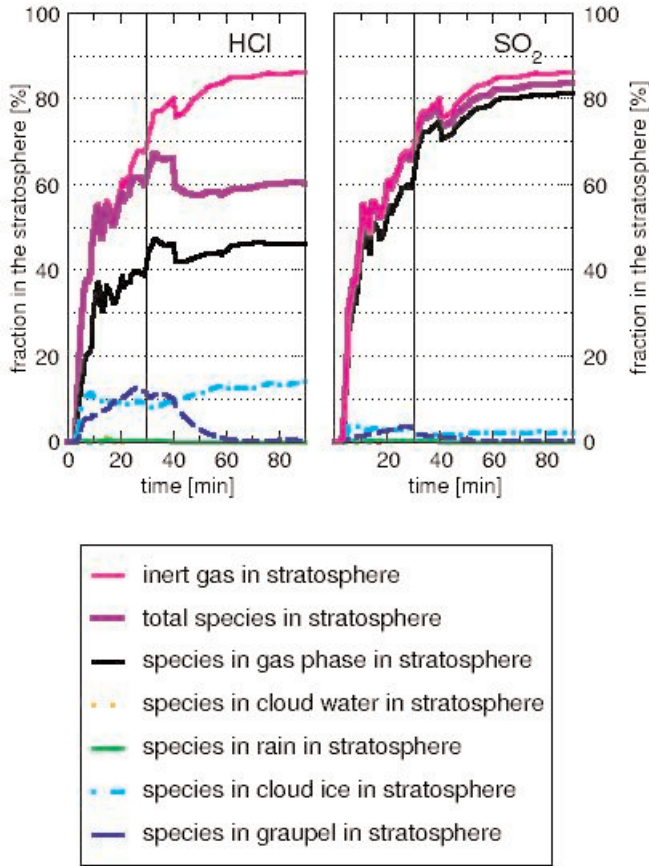 HCl
SO2
fraction in the stratosphere [%]
100
80
60
40
20
0
0 20 40 60 80
time [min]
0 20 40 60 80
time [min]
100
80
60
40
20
0
fraction in the stratosphere [%]
inert gas in stratosphere
total species in stratosphere
species in gas phase in stratosphere
species in cloud water in stratosphere
species in rain in stratosphere
species in cloud ice in stratosphere
species in graupel in stratosphere